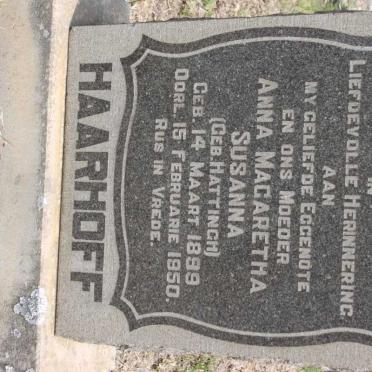 IN
LIEFDEVOLLE HERINNERING
AAN
MY GELIEFDE EGGENOTE
EN ONS MOEDER
ANNA MAGARETHA
SUSANNA
(GEB. HATTINGH)
GEB. 14 MAART 1889
OORL. 15 FEBRUARIE 1950.
RUS IN VREDE.
HAARHOFF